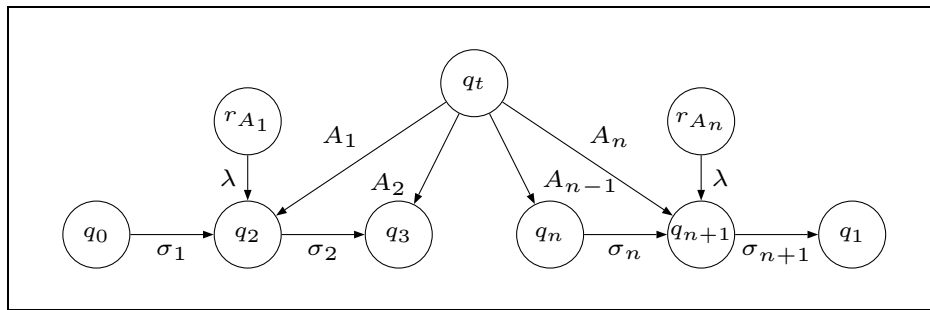 q_t
r_{A_1} r_{A_n}
A_1 A_n
λ A_2 A_{n−1} λ
q_0 q_2 q_3 q_n q_{n+1} q_1
σ_1 σ_2 σ_n σ_{n+1}